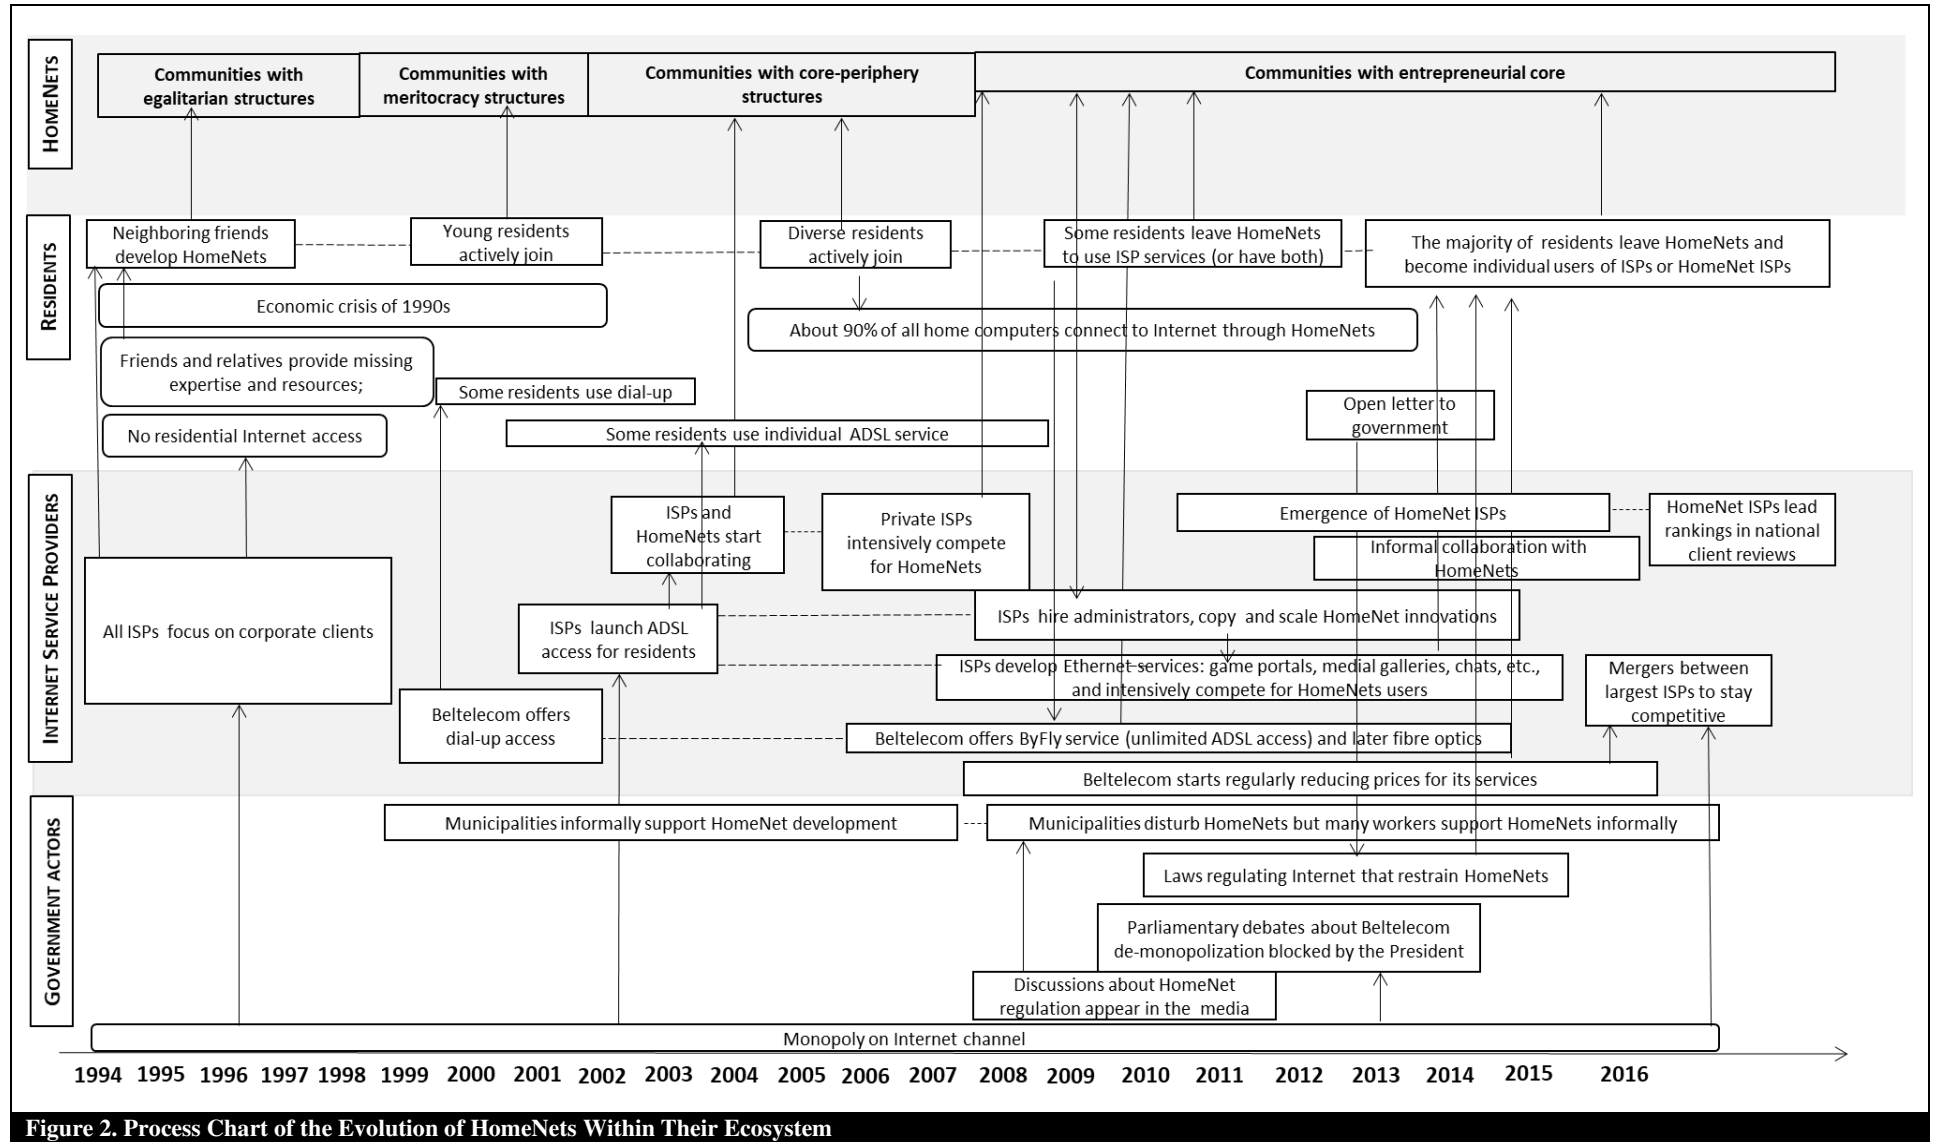 HOMENETS
Communities with
egalitarian structures
Communities with
meritocracy structures
Communities with core-periphery
structures
Communities with entrepreneurial core
RESIDENTS
Neighboring friends
develop HomeNets
Young residents
actively join
Diverse residents
actively join
Some residents leave HomeNets
to use ISP services (or have both)
The majority of residents leave HomeNets and
become individual users of ISPs or HomeNet ISPs
Economic crisis of 1990s
About 90% of all home computers connect to Internet through HomeNets
Friends and relatives provide missing
expertise and resources;
Some residents use dial-up
No residential Internet access
Some residents use individual ADSL service
Open letter to
government
INTERNET SERVICE PROVIDERS
ISPs and
HomeNets start
collaborating
Private ISPs
intensively compete
for HomeNets
Emergence of HomeNet ISPs
HomeNet ISPs lead
rankings in national
client reviews
Informal collaboration with
HomeNets
All ISPs focus on corporate clients
ISPs launch ADSL
access for residents
ISPs hire administrators, copy and scale HomeNet innovations
ISPs develop Ethernet services: game portals, medial galleries, chats, etc.,
and intensively compete for HomeNets users
Mergers between
largest ISPs to stay
competitive
Beltelecom offers
dial-up access
Beltelecom offers ByFly service (unlimited ADSL access) and later fibre optics
Beltelecom starts regularly reducing prices for its services
GOVERNMENT ACTORS
Municipalities informally support HomeNet development
Municipalities disturb HomeNets but many workers support HomeNets informally
Laws regulating Internet that restrain HomeNets
Parliamentary debates about Beltelecom
de-monopolization blocked by the President
Discussions about HomeNet
regulation appear in the media
Monopoly on Internet channel
1994 1995 1996 1997 1998 1999 2000 2001 2002 2003 2004 2005 2006 2007 2008 2009 2010 2011 2012 2013 2014 2015 2016
Figure 2. Process Chart of the Evolution of HomeNets Within Their Ecosystem